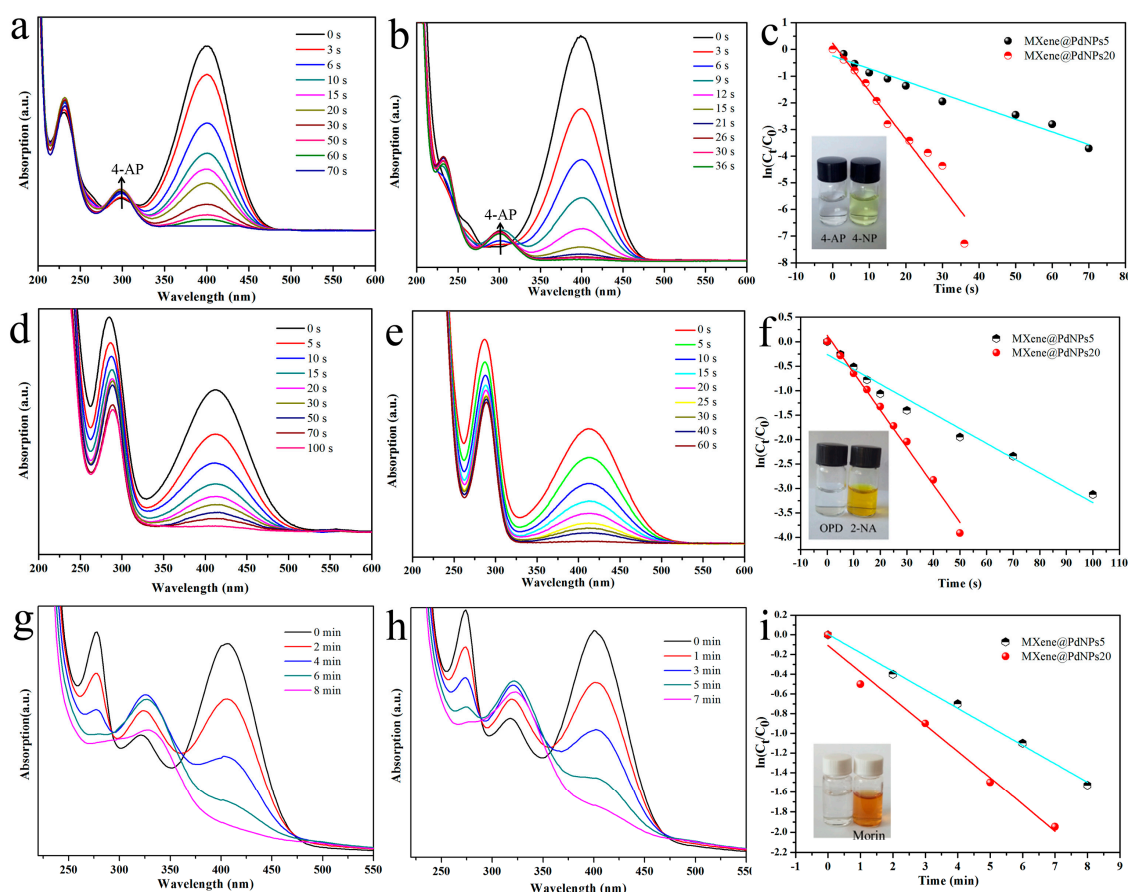 a
4-AP
0 s
3 s
6 s
10 s
15 s
20 s
30 s
50 s
60 s
70 s
Absorption (a.u.)
200 250 300 350 400 450 500 550 600
Wavelength (nm)
b
4-AP
0 s
3 s
6 s
9 s
12 s
15 s
21 s
26 s
30 s
36 s
Absorption (a.u.)
200 250 300 350 400 450 500 550 600
Wavelength (nm)
c
MXene@PdNPs5
MXene@PdNPs20
1
0
-1
-2
-3
-4
-5
-6
-7
-8
ln(Ct/C0)
4-AP 4-NP
-10 0 10 20 30 40 50 60 70 80
Time (s)
d
0 s
5 s
10 s
15 s
20 s
30 s
50 s
70 s
100 s
Absorption (a.u.)
200 250 300 350 400 450 500 550 600
Wavelength (nm)
e
0 s
5 s
10 s
15 s
20 s
25 s
30 s
40 s
60 s
Absorption (a.u.)
200 250 300 350 400 450 500 550 600
Wavelength (nm)
f
MXene@PdNPs5
MXene@PdNPs20
0.5
0.0
-0.5
-1.0
-1.5
-2.0
-2.5
-3.0
-3.5
-4.0
ln(Ct/C0)
OPD 2-NA
-10 0 10 20 30 40 50 60 70 80 90 100 110
Time (s)
g
0 min
2 min
4 min
6 min
8 min
Absorption(a.u.)
250 300 350 400 450 500 550
Wavelength (nm)
h
0 min
1 min
3 min
5 min
7 min
Absorption (a.u.)
250 300 350 400 450 500 550
Wavelength (nm)
i
MXene@PdNPs5
MXene@PdNPs20
0.2
0.0
-0.2
-0.4
-0.6
-0.8
-1.0
-1.2
-1.4
-1.6
-1.8
-2.0
-2.2
ln(Ct/C0)
Morin
-1 0 1 2 3 4 5 6 7 8 9
Time (min)